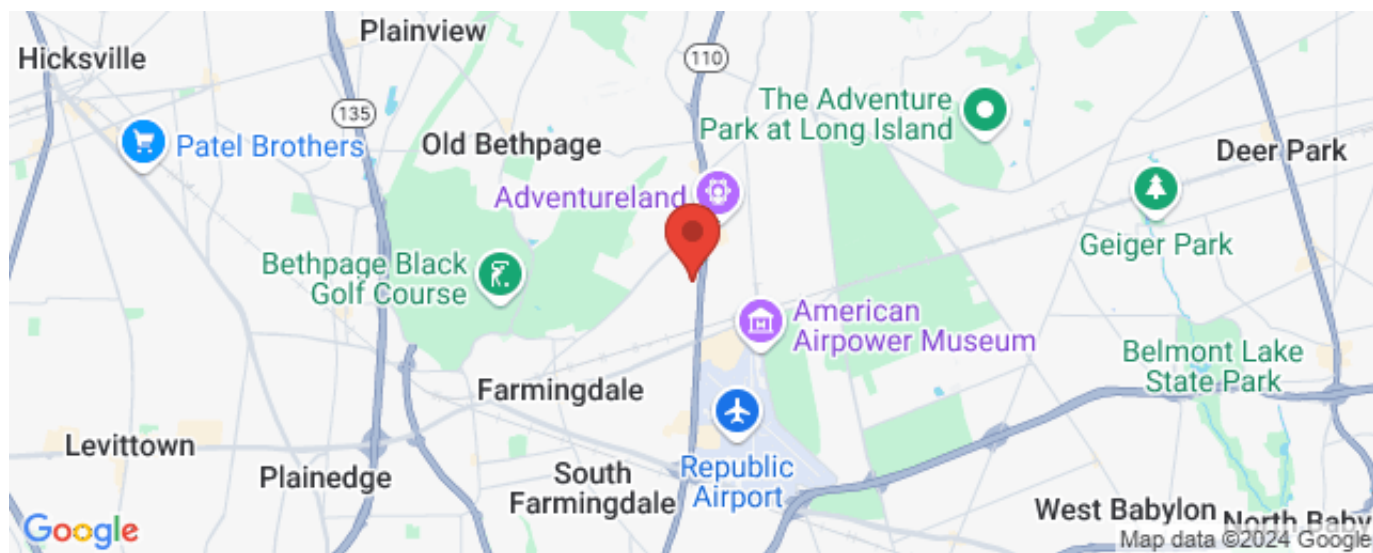 Plainview
Hicksville
110
The Adventure
Park at Long Island
135
Patel Brothers
Old Bethpage
Deer Park
Adventureland
Geiger Park
Bethpage Black
Golf Course
American
Airpower Museum
Belmont Lake
State Park
Farmingdale
Levittown
Plainedge
South
Farmingdale
Republic
Airport
West Babylon
North Baby
Google
Map data ©2024 Google